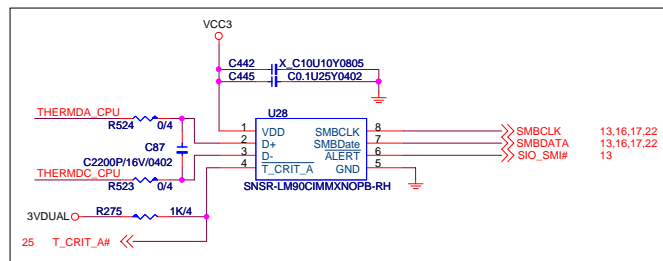 VCC3
C442 X_C10U10Y0805
C445 C0.1U25Y0402
U28
THERMDA_CPU
R524 0/4
C87
C2200P/16V/0402
THERMDC_CPU
R523 0/4
1 VDD SMBCLK 8 SMBCLK 13,16,17,22
2 D+ SMBDate 7 SMBDATA 13,16,17,22
3 D- ALERT 6 SIO_SMI# 13
4 T_CRIT_A GND 5
SNSR-LM90CIMMXNOPB-RH
3VDUAL R275 1K/4
25 T_CRIT_A#